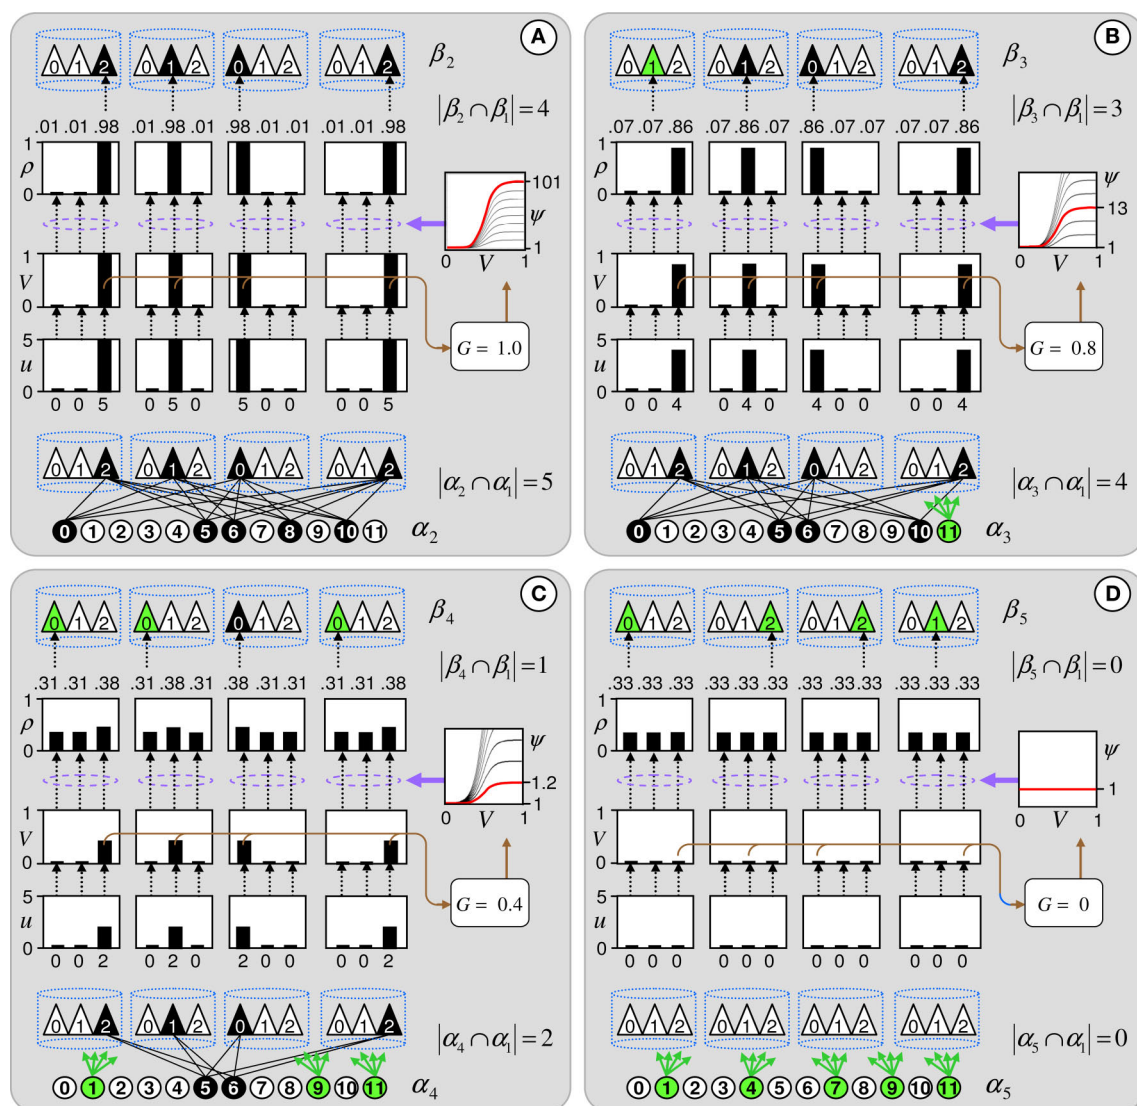 A
0 1 2 0 1 2 0 1 2 0 1 2 β2
|β2 ∩ β1| = 4
.01 .01 .98 .01 .98 .01 .98 .01 .01 .01 .01 .98
1 ρ 0
101 ψ 1
0 V 1
1 V 0
G = 1.0
5 u 0
0 0 5 0 5 0 5 0 0 0 0 5
0 1 2 0 1 2 0 1 2 0 1 2
|α2 ∩ α1| = 5
0 1 2 3 4 5 6 7 8 9 10 11 α2
B
0 1 2 0 1 2 0 1 2 0 1 2 β3
|β3 ∩ β1| = 3
.07 .07 .86 .07 .86 .07 .86 .07 .07 .07 .07 .86
1 ρ 0
ψ 13 1
0 V 1
1 V 0
G = 0.8
5 u 0
0 0 4 0 4 0 4 0 0 0 0 4
0 1 2 0 1 2 0 1 2 0 1 2
|α3 ∩ α1| = 4
0 1 2 3 4 5 6 7 8 9 10 11 α3
C
0 1 2 0 1 2 0 1 2 0 1 2 β4
|β4 ∩ β1| = 1
.31 .31 .38 .31 .38 .31 .38 .31 .31 .31 .31 .38
1 ρ 0
ψ 1.2 1
0 V 1
1 V 0
G = 0.4
5 u 0
0 0 2 0 2 0 2 0 0 0 0 2
0 1 2 0 1 2 0 1 2 0 1 2
|α4 ∩ α1| = 2
0 1 2 3 4 5 6 7 8 9 10 11 α4
D
0 1 2 0 1 2 0 1 2 0 1 2 β5
|β5 ∩ β1| = 0
.33 .33 .33 .33 .33 .33 .33 .33 .33 .33 .33 .33
1 ρ 0
ψ 1
0 V 1
1 V 0
G = 0
5 u 0
0 0 0 0 0 0 0 0 0 0 0 0
0 1 2 0 1 2 0 1 2 0 1 2
|α5 ∩ α1| = 0
0 1 2 3 4 5 6 7 8 9 10 11 α5